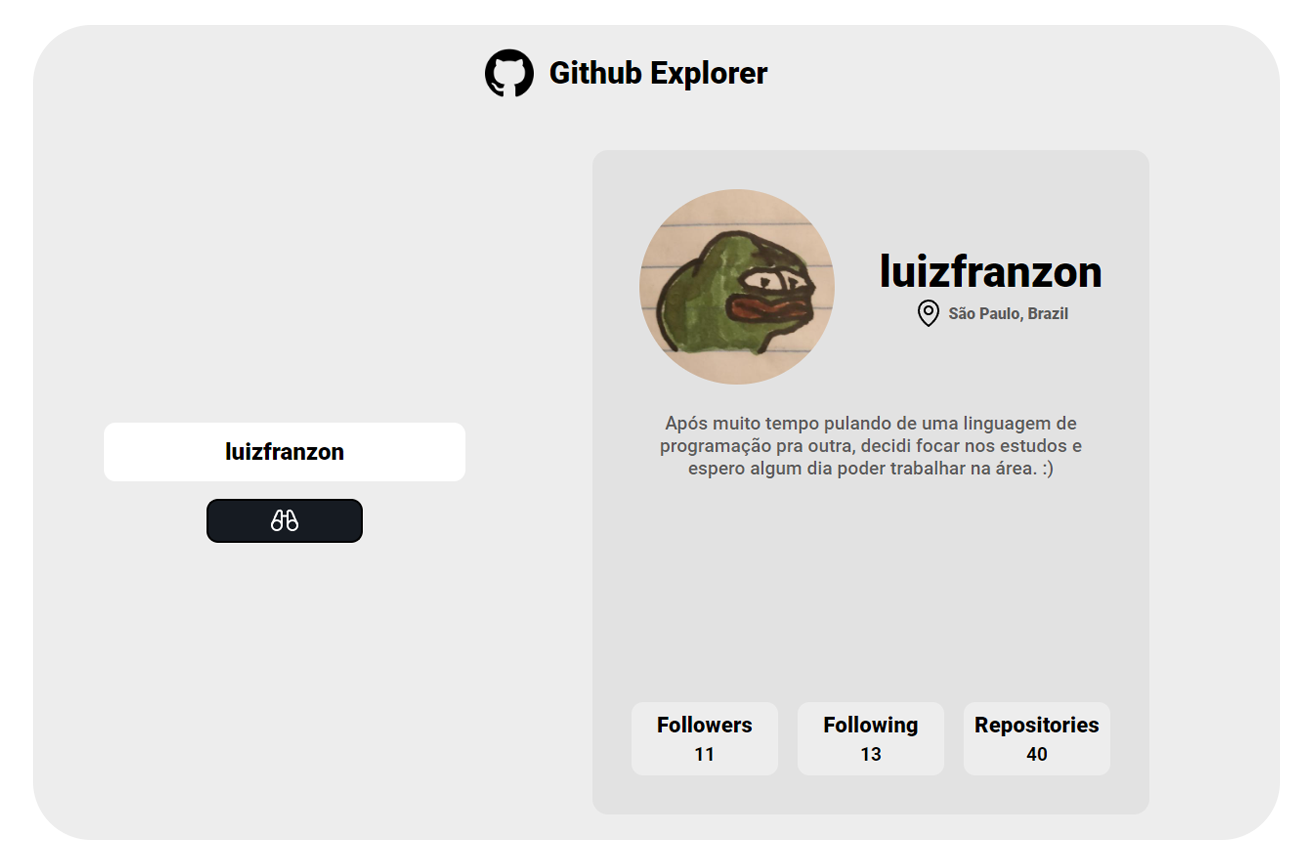 Github Explorer
luizfranzon
luizfranzon
São Paulo, Brazil
Após muito tempo pulando de uma linguagem de
programação pra outra, decidi focar nos estudos e
espero algum dia poder trabalhar na área. :)
Followers
11
Following
13
Repositories
40